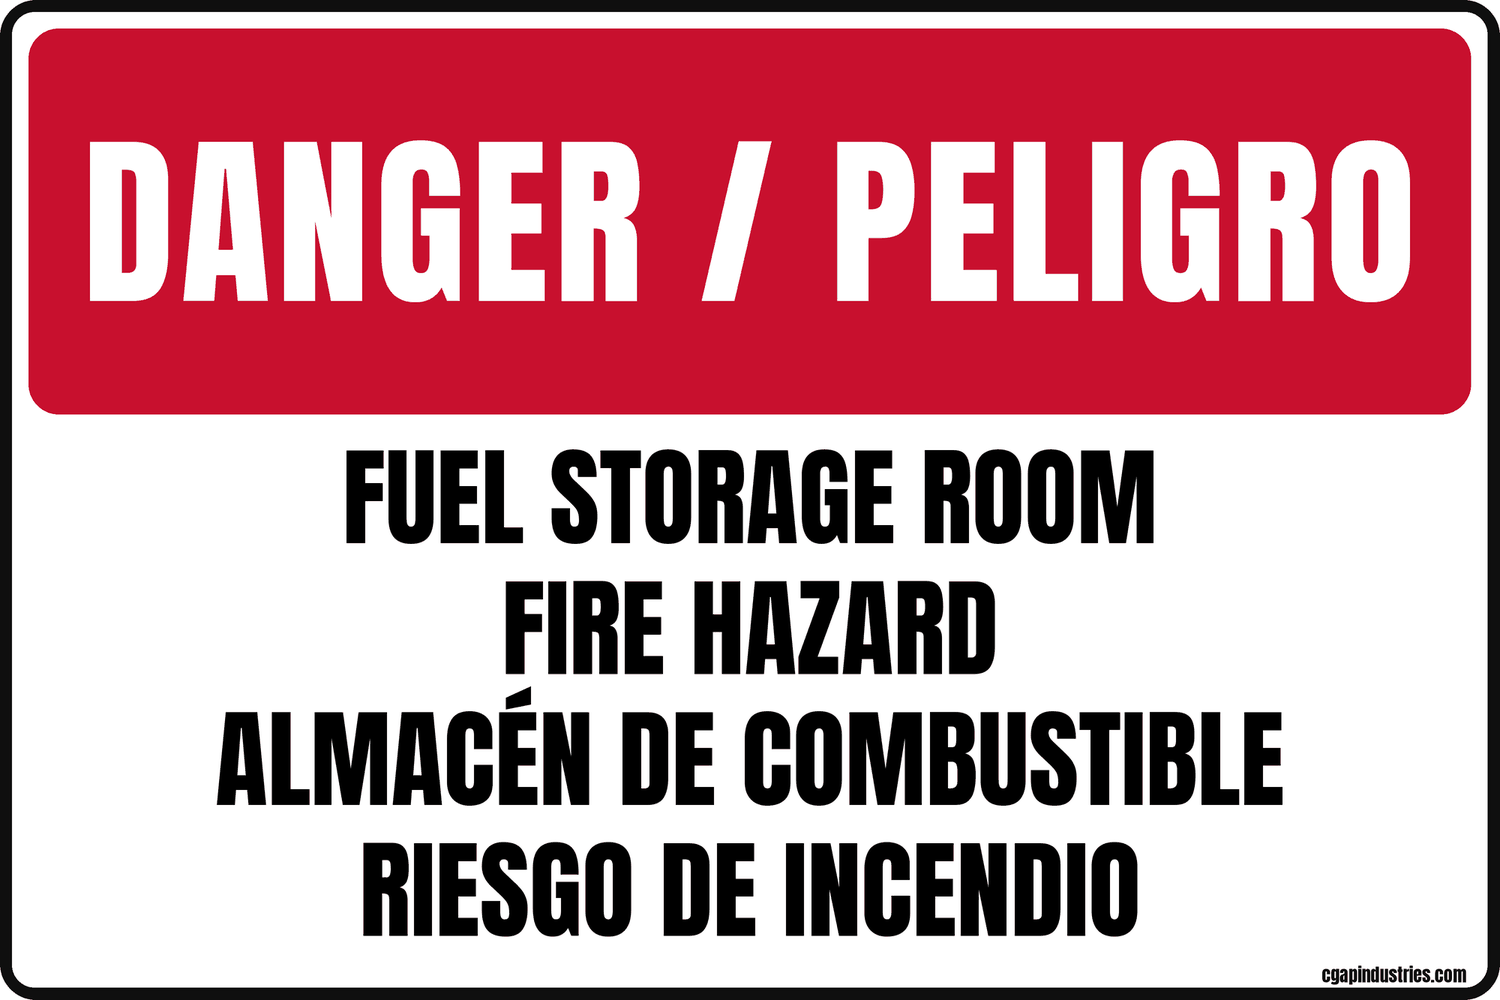 DANGER / PELIGRO
FUEL STORAGE ROOM
FIRE HAZARD
ALMACÉN DE COMBUSTIBLE
RIESGO DE INCENDIO
cgapindustries.com